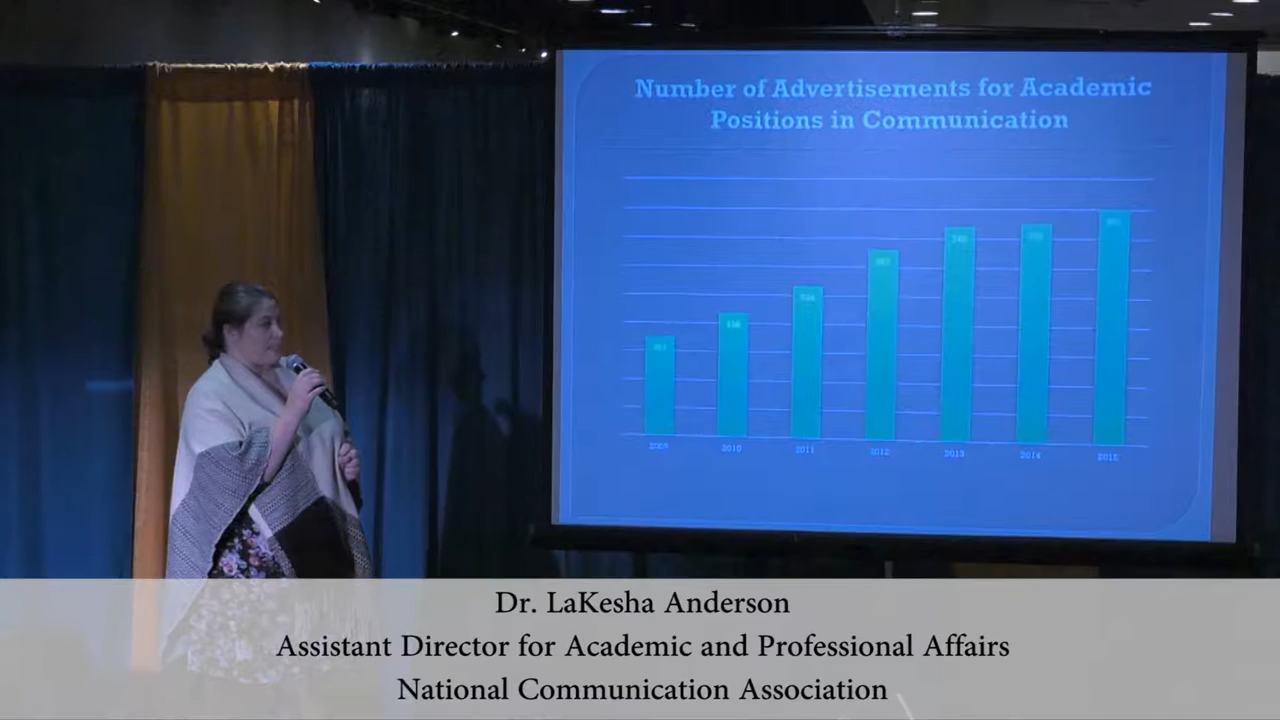 Number of Advertisements for Academic
Positions in Communication
2009
2010
2011
2012
2013
2014
2015
Dr. LaKesha Anderson
Assistant Director for Academic and Professional Affairs
National Communication Association